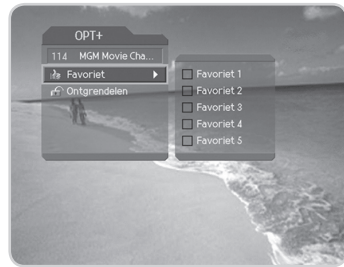 OPT+
114 MGM Movie Cha...
Favoriet
Ontgrendelen
Favoriet 1
Favoriet 2
Favoriet 3
Favoriet 4
Favoriet 5